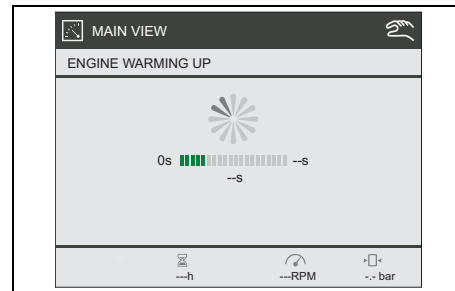 MAIN VIEW
ENGINE WARMING UP
0s --s
--s
---h ---RPM -.- bar